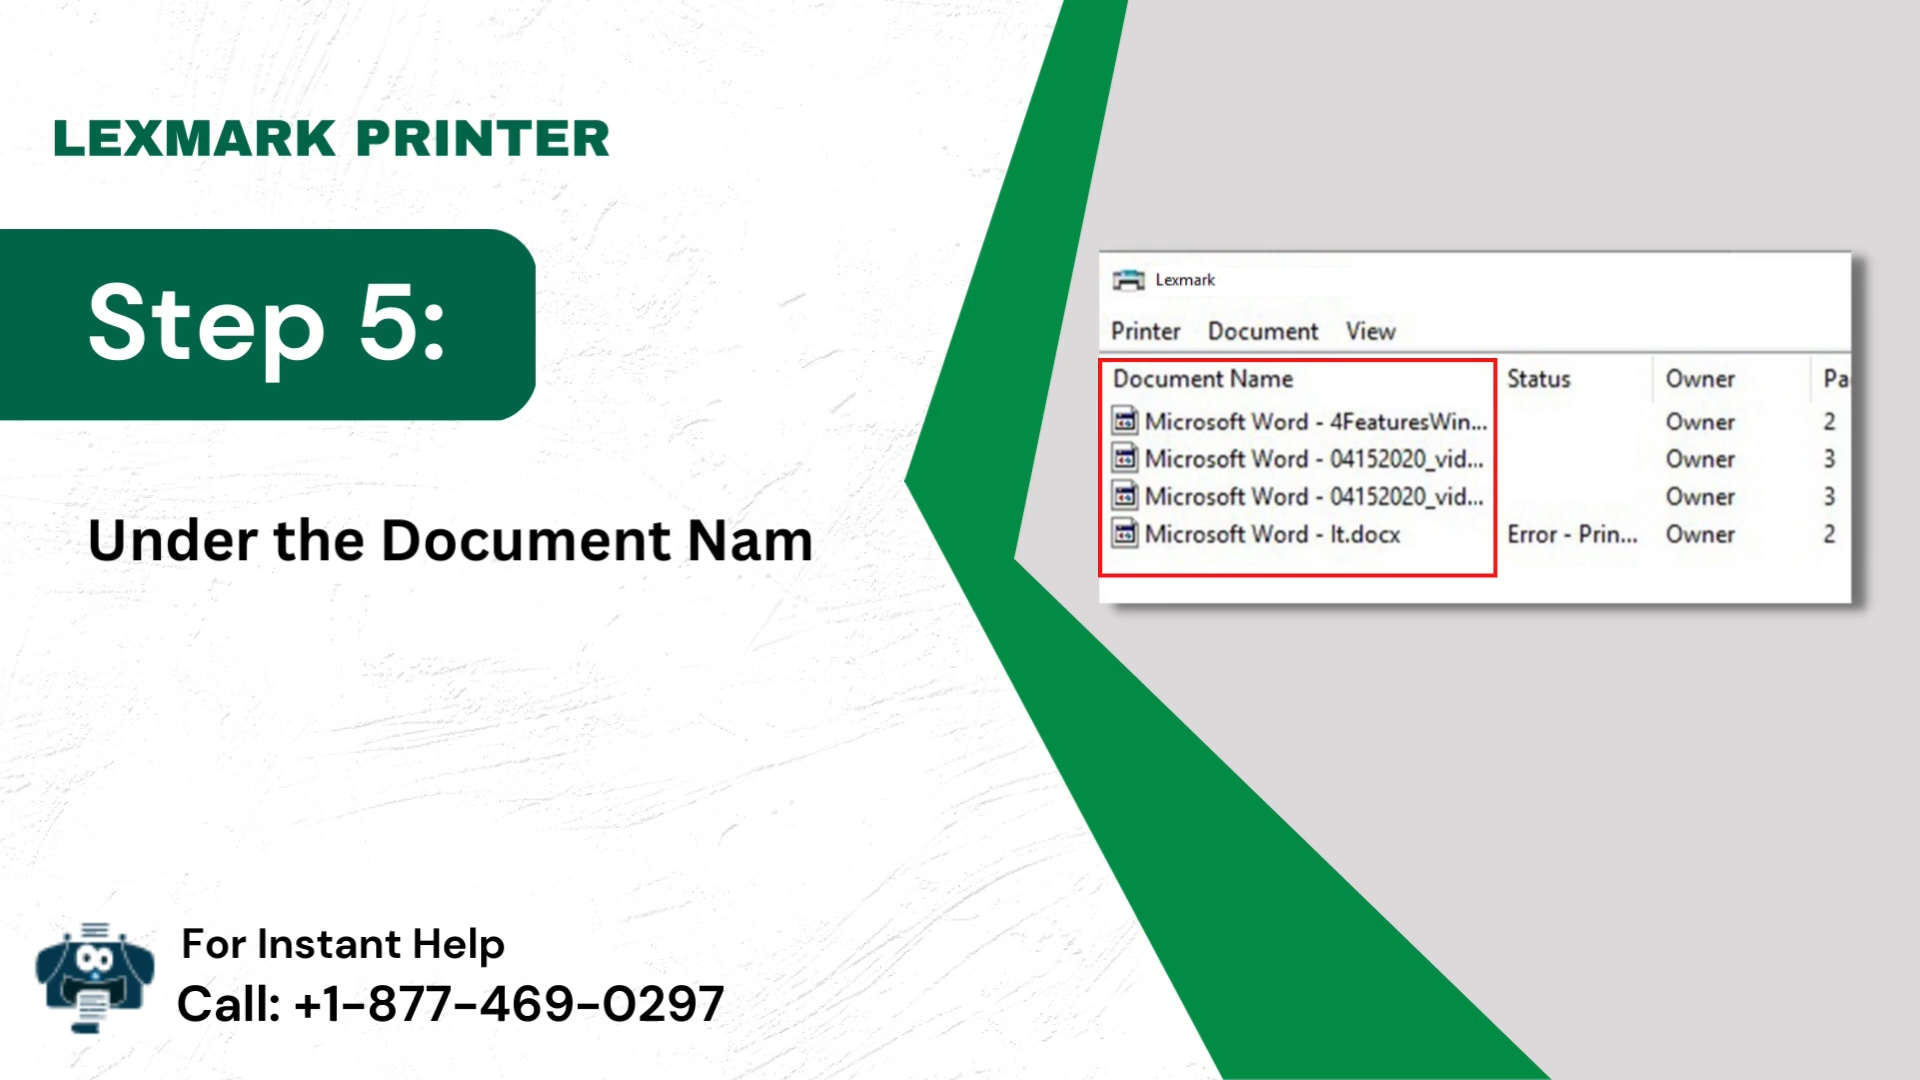 LEXMARK PRINTER
Step 5:
Under the Document Nam
For Instant Help
Call: +1-877-469-0297
Lexmark
Printer Document View
Document Name Status Owner Pa
Microsoft Word - 4FeaturesWin... Owner 2
Microsoft Word - 04152020_vid... Owner 3
Microsoft Word - 04152020_vid... Owner 3
Microsoft Word - lt.docx Error - Prin... Owner 2